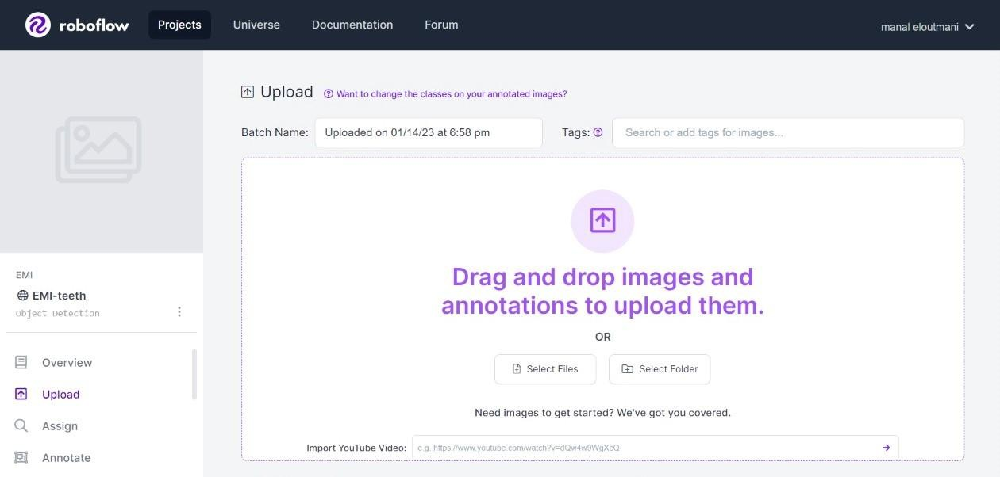 roboflow Projects Universe Documentation Forum manal eloutmani
Upload Want to change the classes on your annotated images?
Batch Name: Uploaded on 01/14/23 at 6:58 pm Tags: Search or add tags for images...
Drag and drop images and
annotations to upload them.
OR
Select Files Select Folder
Need images to get started? We've got you covered.
Import YouTube Video: e.g. https://www.youtube.com/watch?v=dQw4w9WgXcQ
EMI
EMI-teeth
Object Detection
Overview
Upload
Assign
Annotate